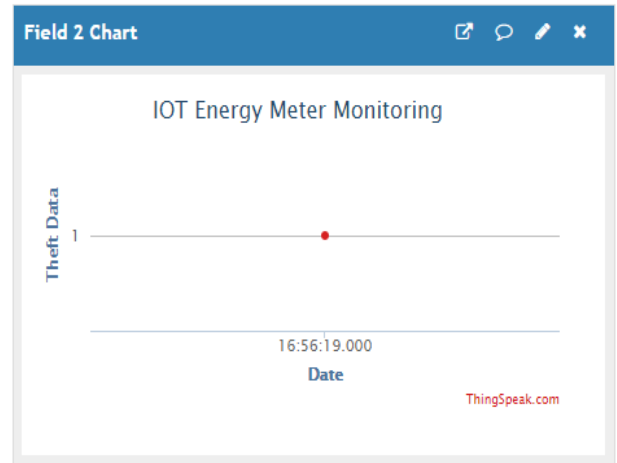 Field 2 Chart
IOT Energy Meter Monitoring
Theft Data
1
16:56:19.000
Date
ThingSpeak.com